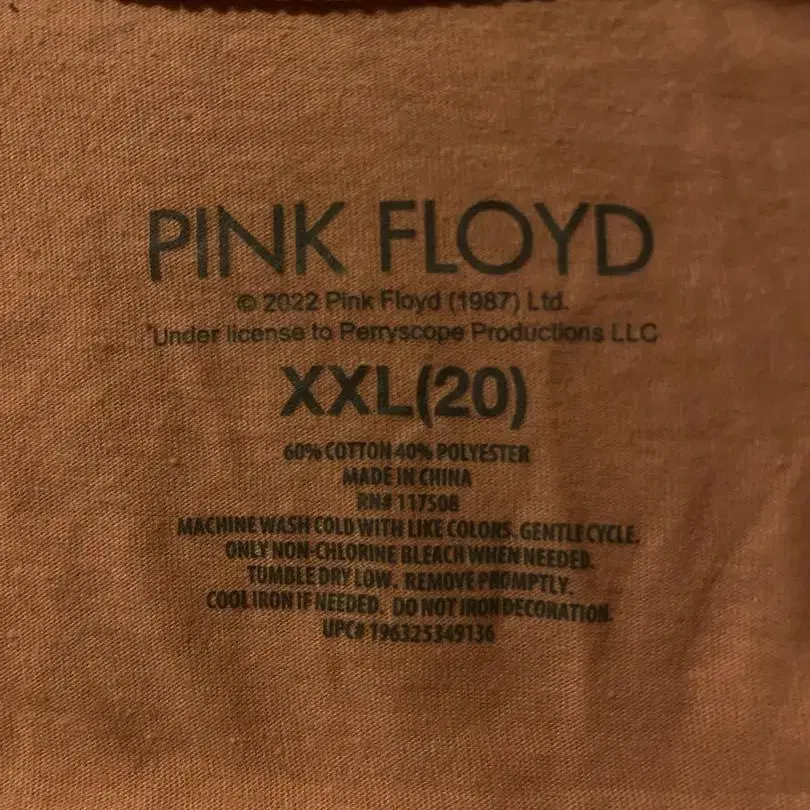 PINK FLOYD
© 2022 Pink Floyd (1987) Ltd.
Under license to Perryscope Productions LLC
XXL(20)
60% COTTON 40% POLYESTER
MADE IN CHINA
RN# 117508
MACHINE WASH COLD WITH LIKE COLORS. GENTLE CYCLE.
ONLY NON-CHLORINE BLEACH WHEN NEEDED.
TUMBLE DRY LOW. REMOVE PROMPTLY.
COOL IRON IF NEEDED. DO NOT IRON DECORATION.
UPC# 196325349136